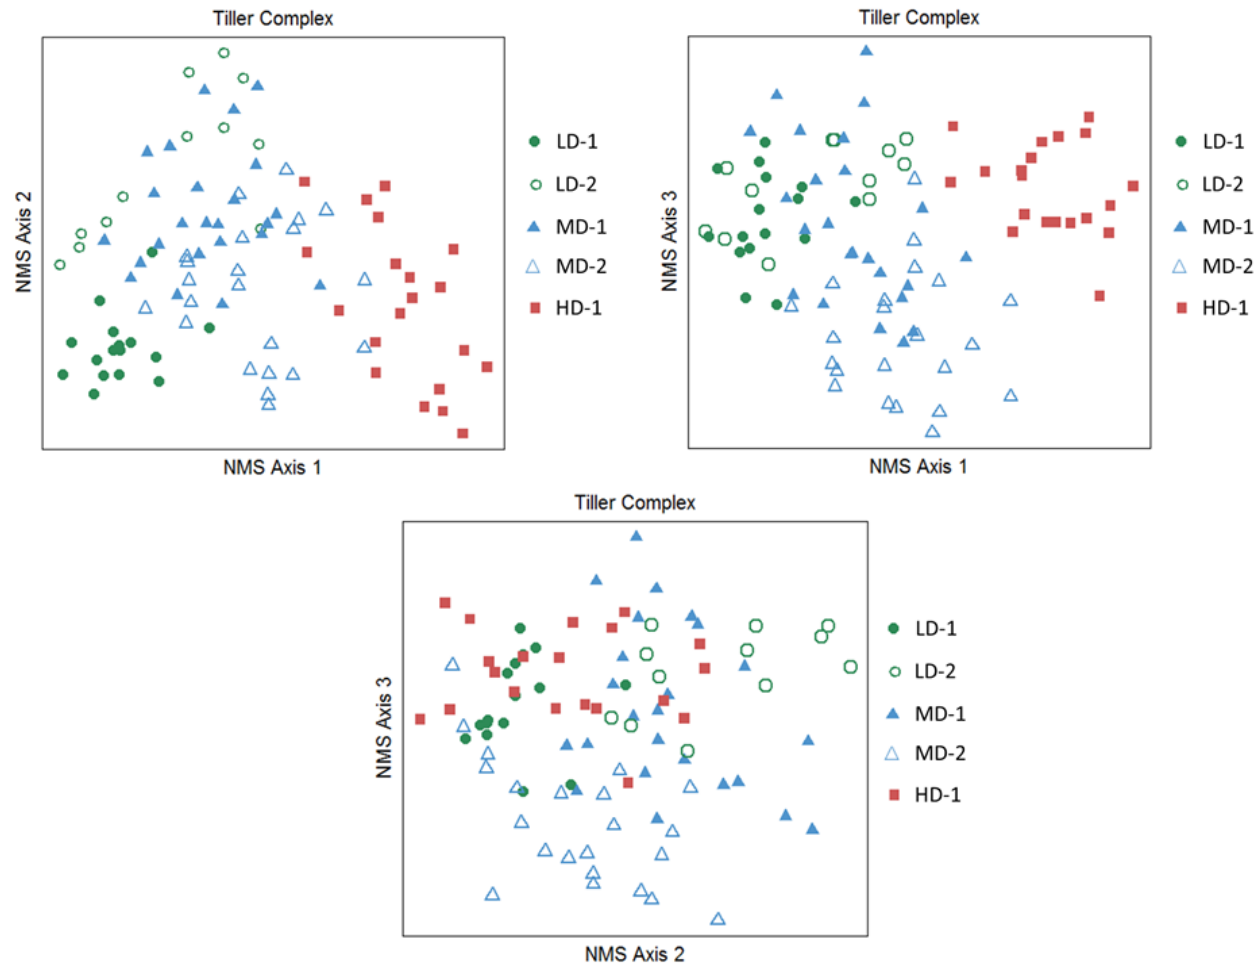 Tiller Complex
NMS Axis 2
NMS Axis 1
LD-1
LD-2
MD-1
MD-2
HD-1
Tiller Complex
NMS Axis 3
NMS Axis 1
LD-1
LD-2
MD-1
MD-2
HD-1
Tiller Complex
NMS Axis 3
NMS Axis 2
LD-1
LD-2
MD-1
MD-2
HD-1